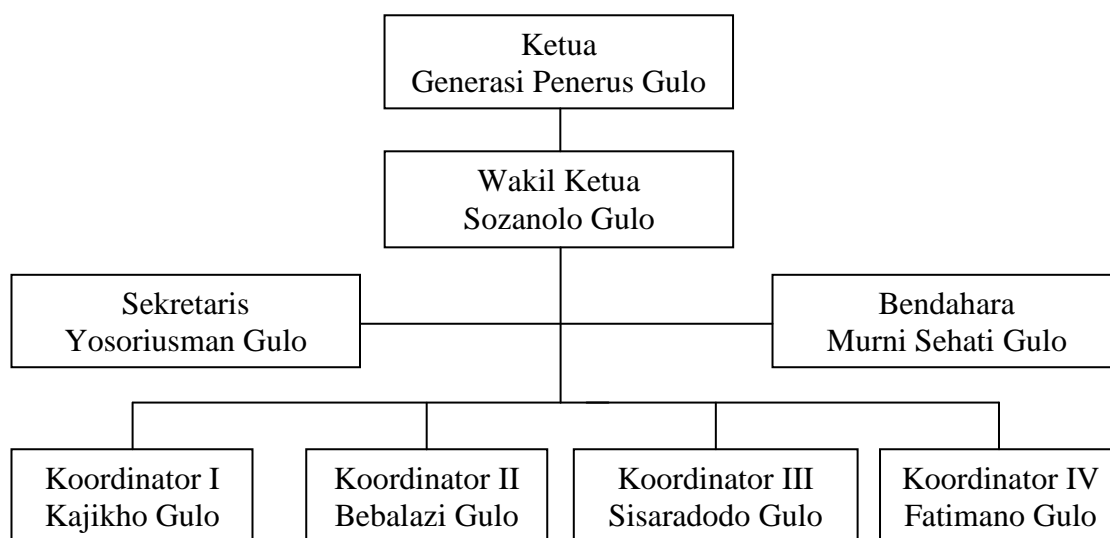 Ketua
Generasi Penerus Gulo
Wakil Ketua
Sozanolo Gulo
Sekretaris
Yosoriusman Gulo
Bendahara
Murni Sehati Gulo
Koordinator I
Kajikho Gulo
Koordinator II
Bebalazi Gulo
Koordinator III
Sisaradodo Gulo
Koordinator IV
Fatimano Gulo